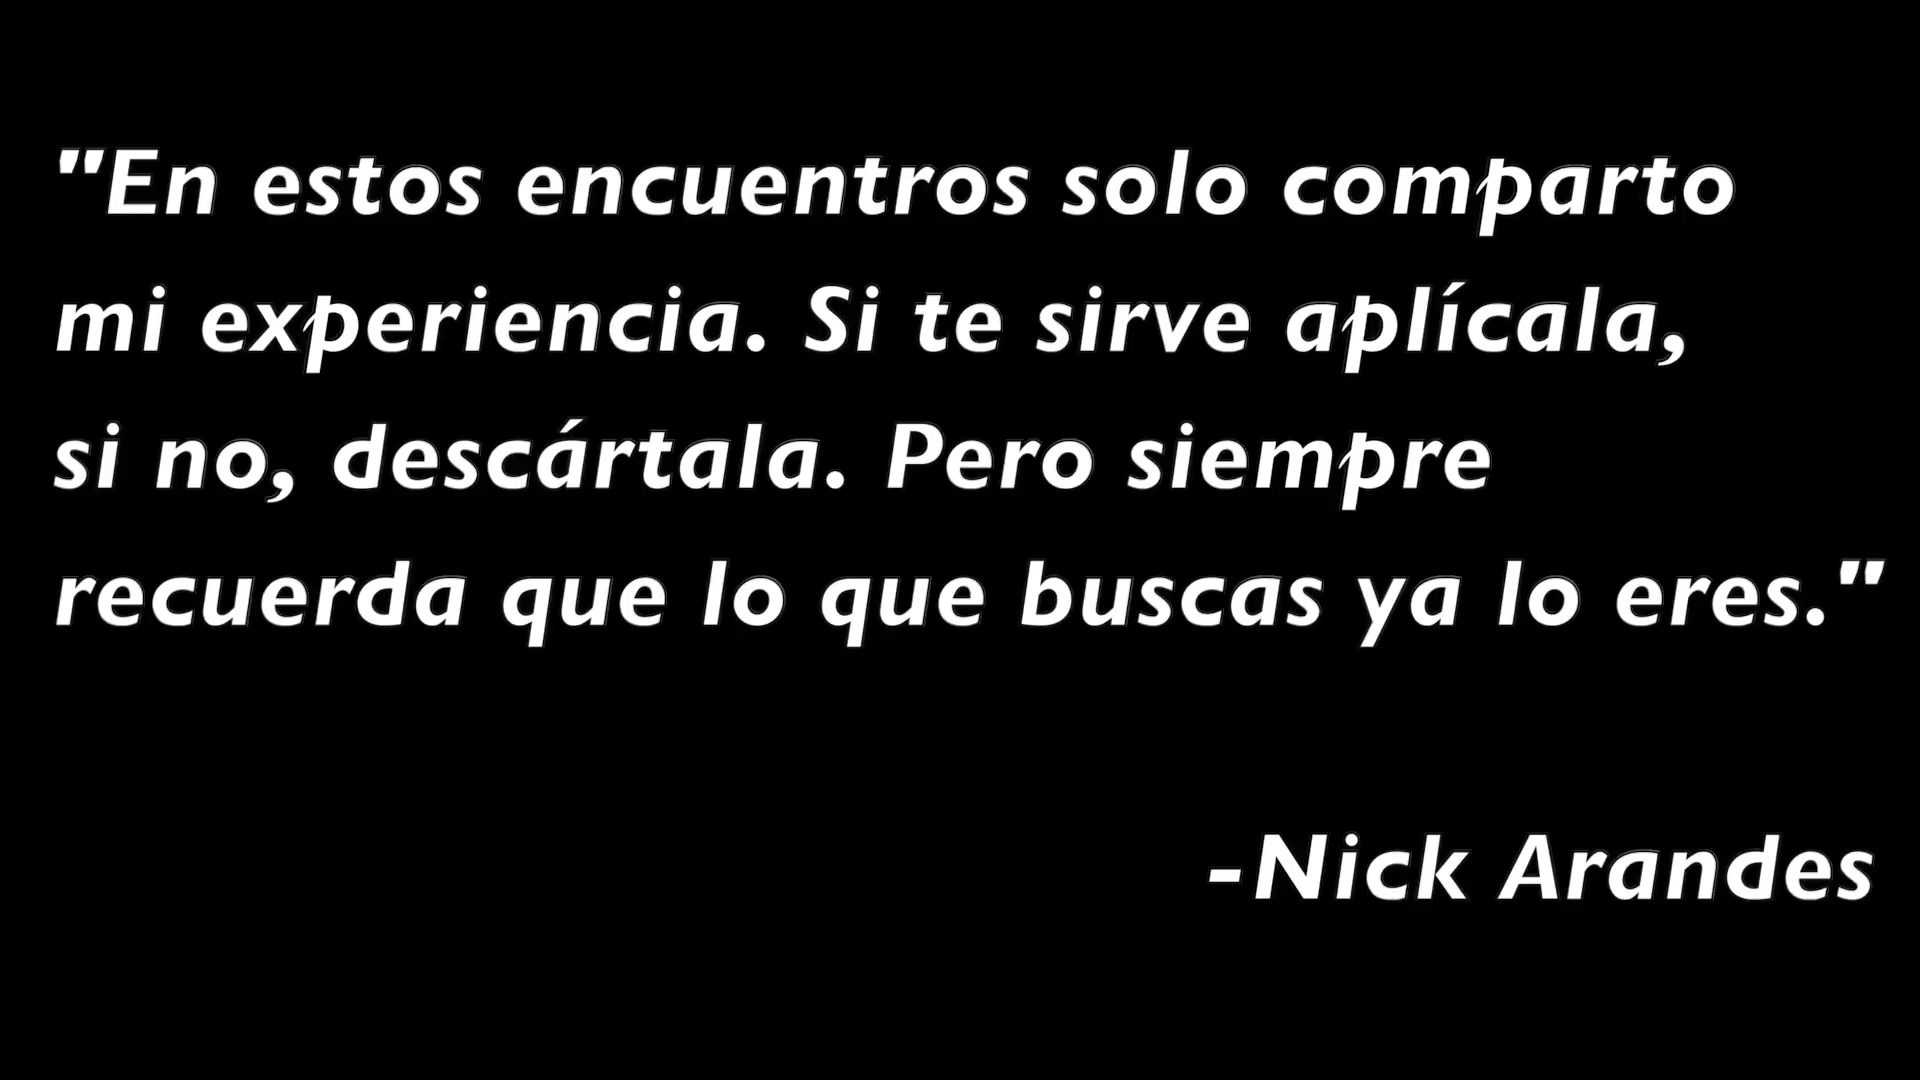 "En estos encuentros solo comparto
mi experiencia. Si te sirve aplícala,
si no, descártala. Pero siempre
recuerda que lo que buscas ya lo eres."
-Nick Arandes